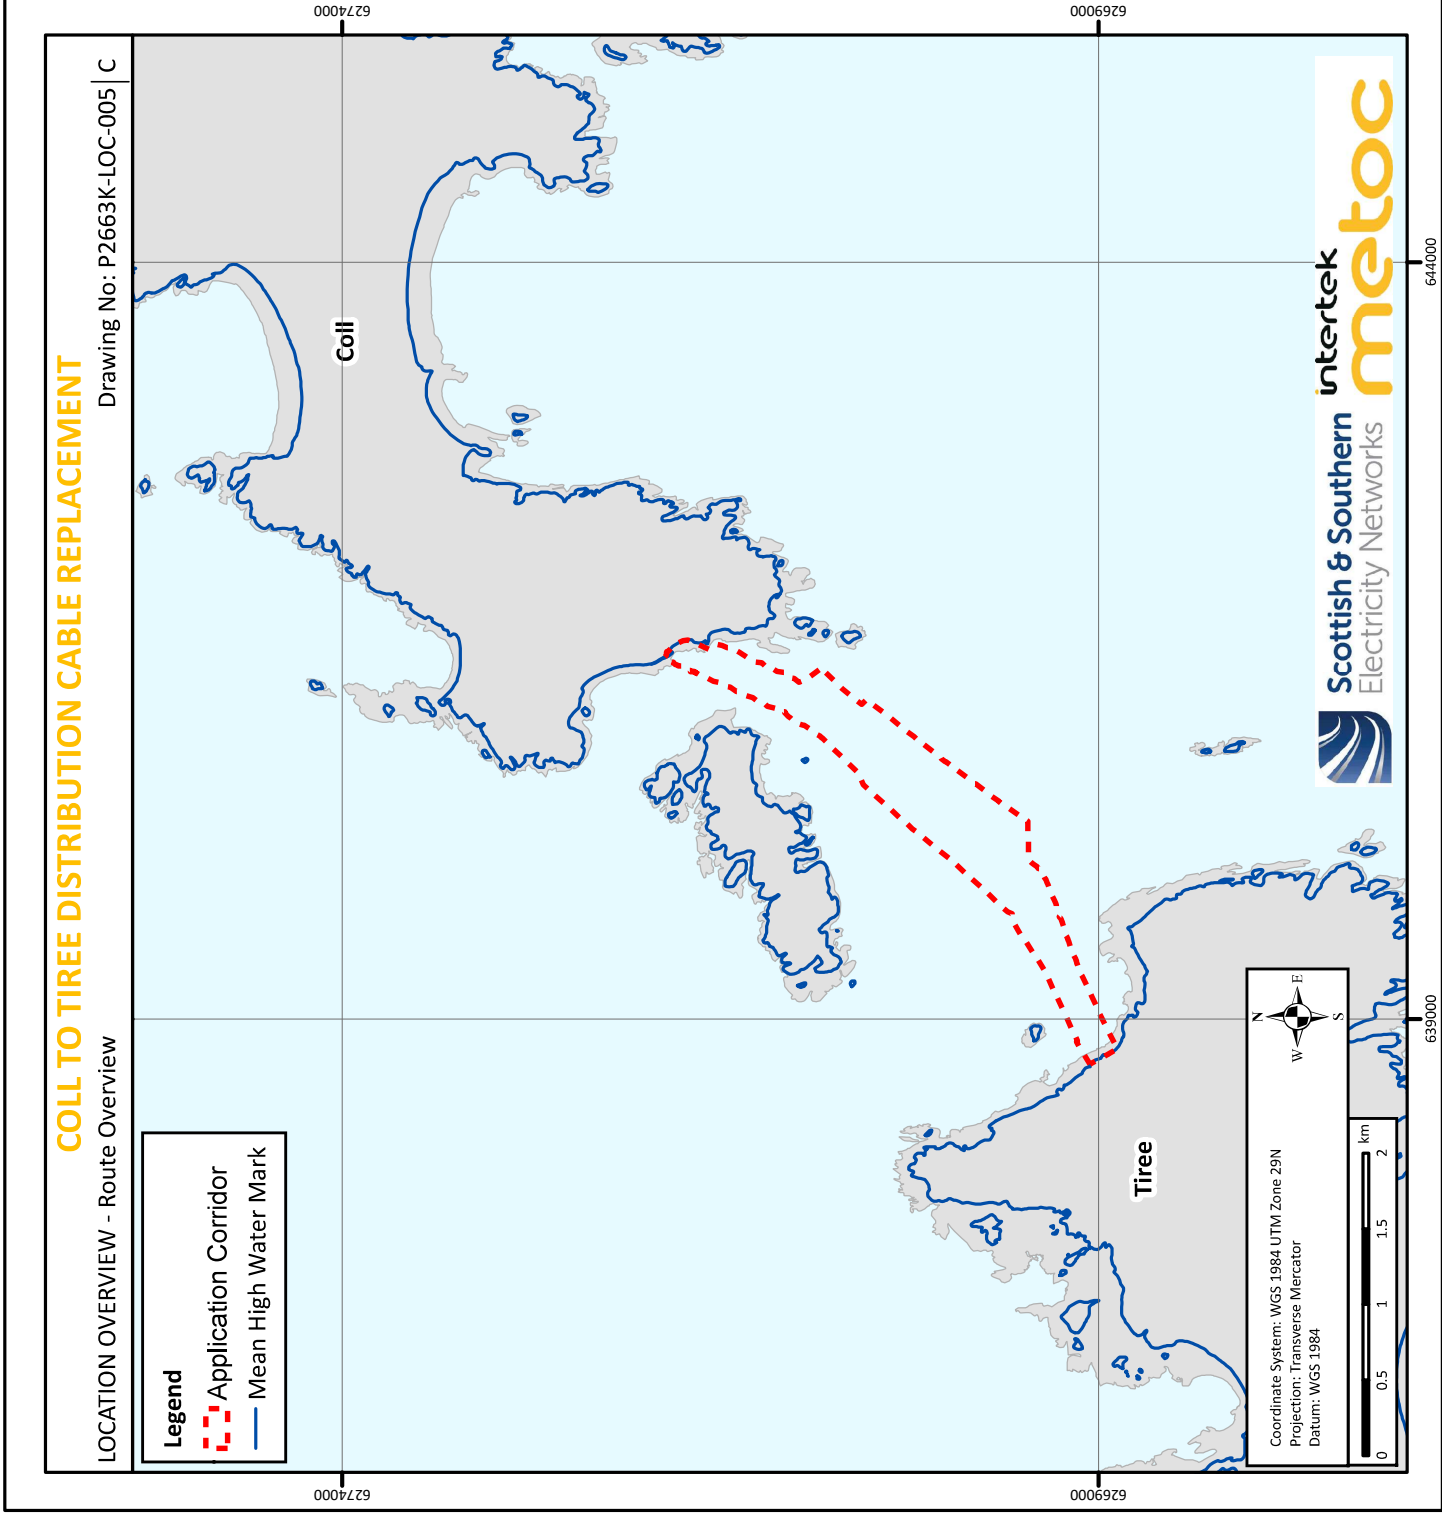 COLL TO TIREE DISTRIBUTION CABLE REPLACEMENT
LOCATION OVERVIEW - Route Overview
Drawing No: P2663K-LOC-005 | C
Legend
Application Corridor
Mean High Water Mark
6274000
6269000
6274000
6269000
639000
644000
Coll
Tiree
N
E
S
W
Coordinate System: WGS 1984 UTM Zone 29N
Projection: Transverse Mercator
Datum: WGS 1984
km
0
0.5
1
1.5
2
Scottish & Southern
Electricity Networks
intertek
metoc